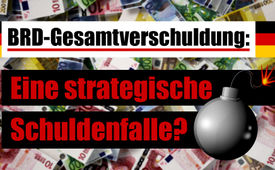 BRD-Gesamtverschuldung:
Eine strategische
Schuldenfalle?